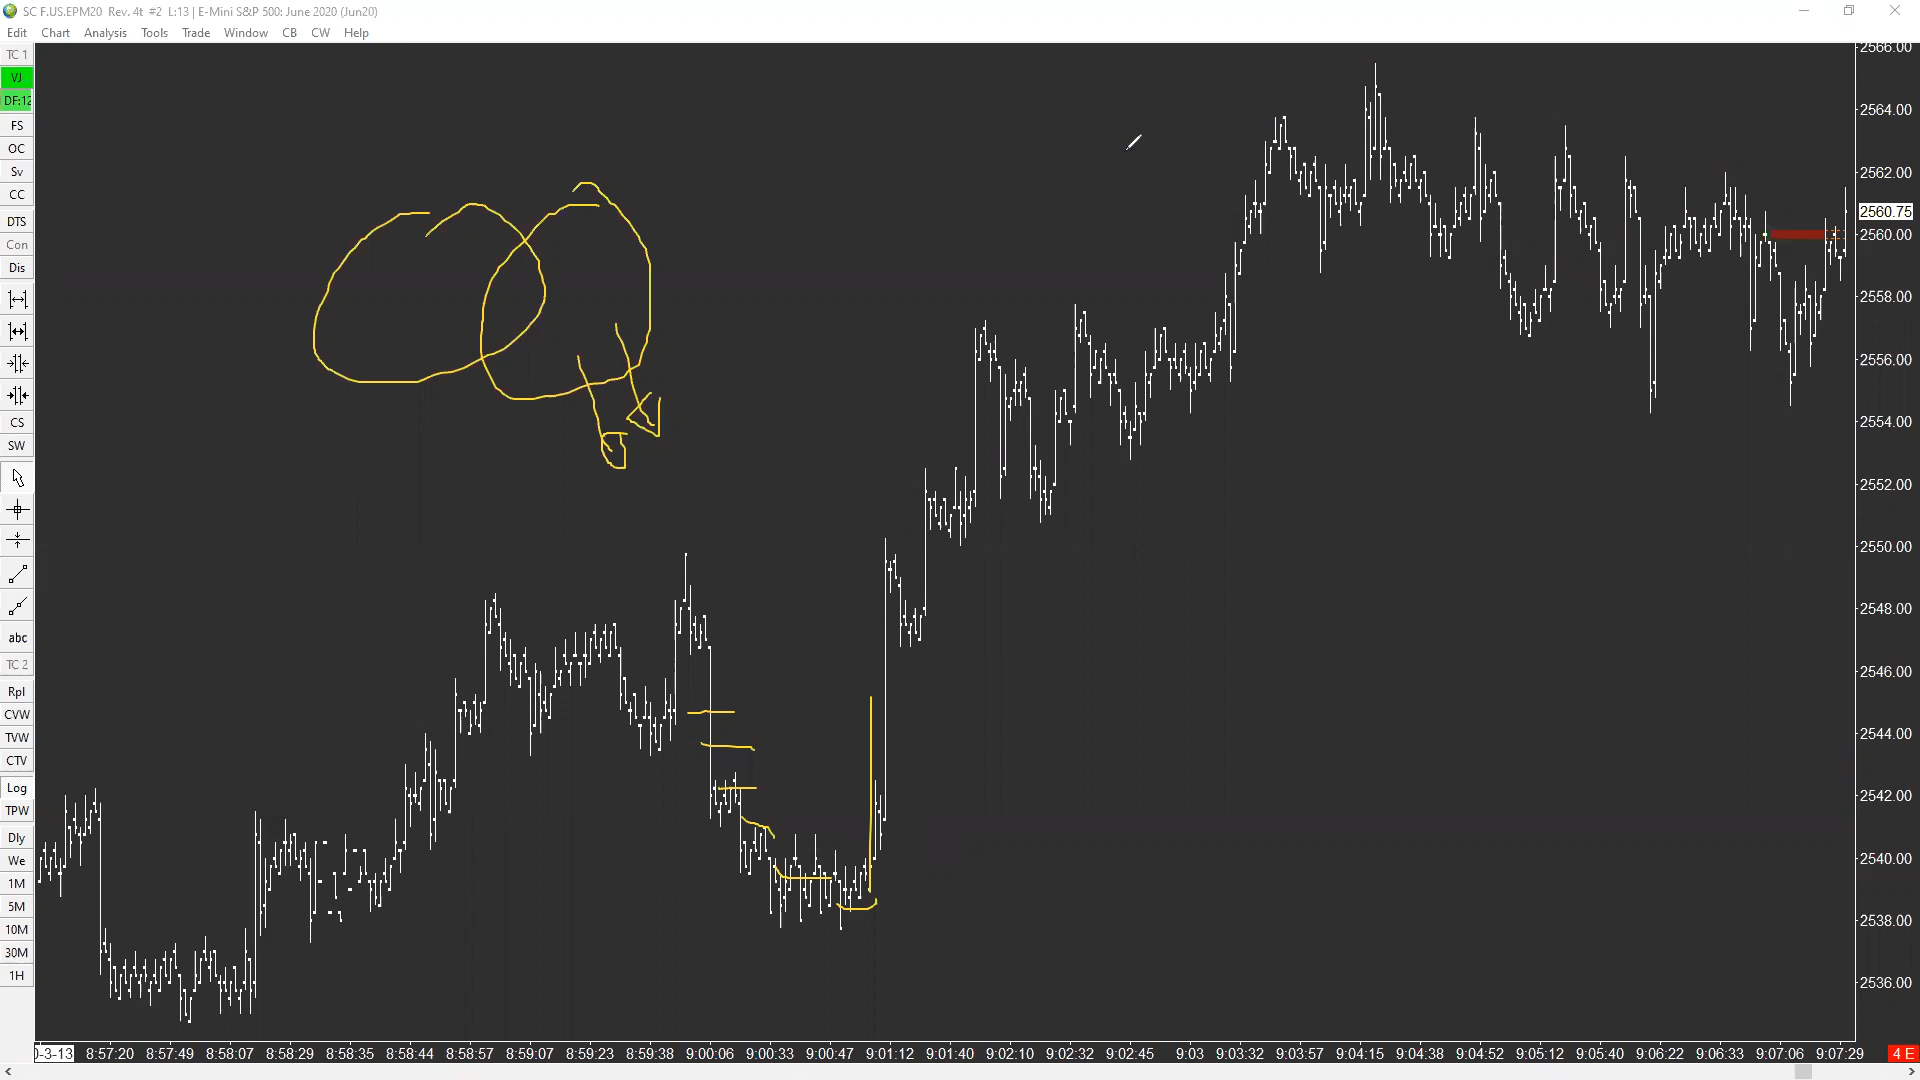 SC F.US.EPM20 Rev. 4t #2 L:13 | E-Mini S&P 500: June 2020 (Jun20)
Edit Chart Analysis Tools Trade Window CB CW Help
TC 1
VJ
DF:12
FS
OC
Sv
CC
DTS
Con
Dis
CS
SW
abc
TC 2
Rpl
CVW
TVW
CTV
Log
TPW
Dly
We
1M
5M
10M
30M
1H
2566.00
2564.00
2562.00
2560.75
2560.00
2558.00
2556.00
2554.00
2552.00
2550.00
2548.00
2546.00
2544.00
2542.00
2540.00
2538.00
2536.00
0-3-13 8:57:20 8:57:49 8:58:07 8:58:29 8:58:35 8:58:44 8:58:57 8:59:07 8:59:23 8:59:38 9:00:06 9:00:33 9:00:47 9:01:12 9:01:40 9:02:10 9:02:32 9:02:45 9:03 9:03:32 9:03:57 9:04:15 9:04:38 9:04:52 9:05:12 9:05:40 9:06:22 9:06:33 9:07:06 9:07:29 4 E